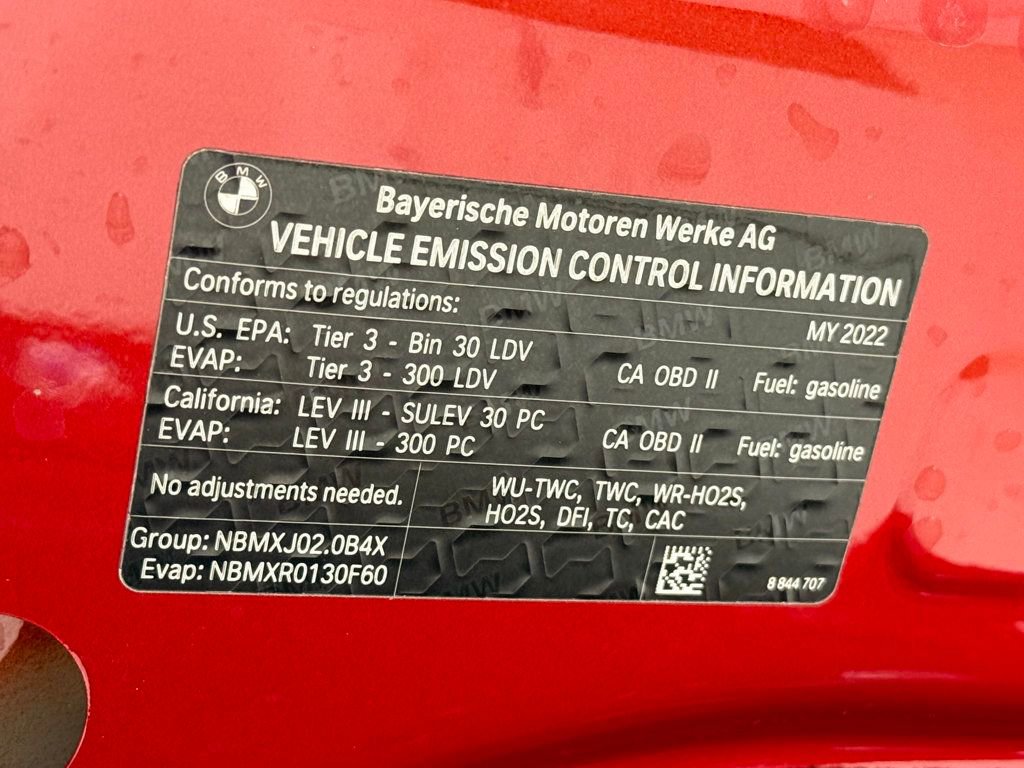 BMW
Bayerische Motoren Werke AG
VEHICLE EMISSION CONTROL INFORMATION
Conforms to regulations:
MY 2022
U.S. EPA: Tier 3 - Bin 30 LDV
EVAP: Tier 3 - 300 LDV
CA OBD II Fuel: gasoline
California: LEV III - SULEV 30 PC
EVAP: LEV III - 300 PC
CA OBD II Fuel: gasoline
No adjustments needed.
WU-TWC, TWC, WR-HO2S,
HO2S, DFI, TC, CAC
Group: NBMXJ02.0B4X
Evap: NBMXR0130F60
8 844 707